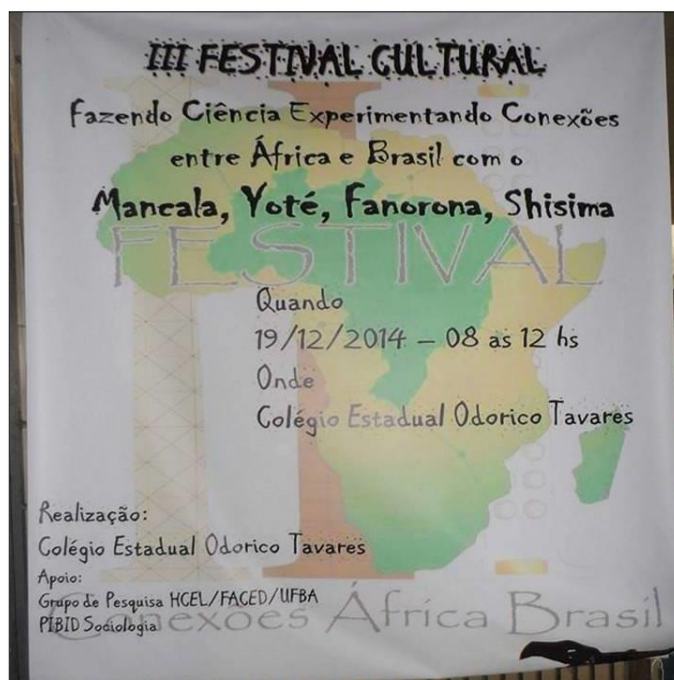 III FESTIVAL CULTURAL
Fazendo Ciência Experimentando Conexões
entre África e Brasil com o
Mancala, Yoté, Fanorona, Shisima
FESTIVAL
Quando
19/12/2014 – 08 as 12 hs
Onde
Colégio Estadual Odorico Tavares
Realização:
Colégio Estadual Odorico Tavares
Apoio:
Grupo de Pesquisa HCEL/FACED/UFBA
PIBID Sociologia
Conexões África Brasil